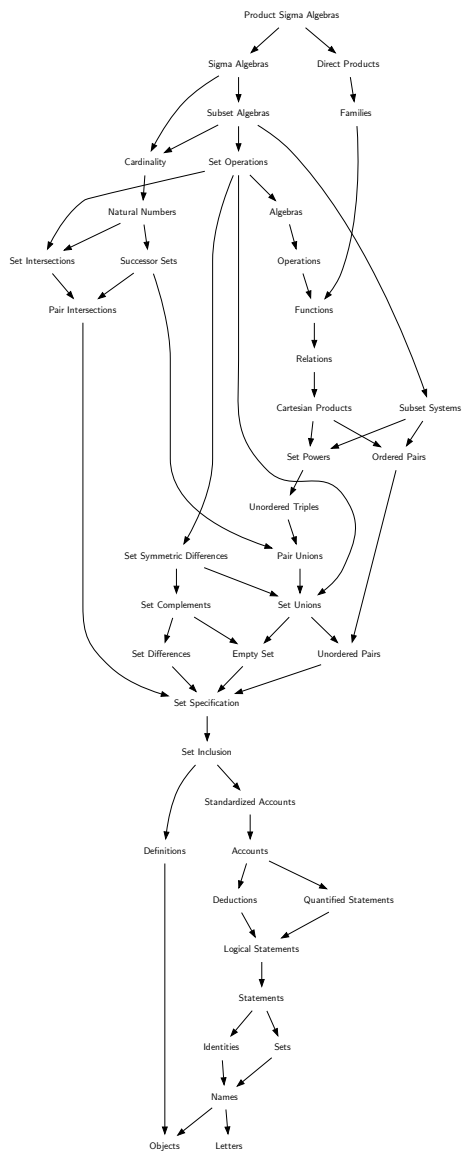 Product Sigma Algebras
Sigma Algebras
Direct Products
Subset Algebras
Families
Cardinality
Set Operations
Natural Numbers
Algebras
Set Intersections
Successor Sets
Operations
Pair Intersections
Functions
Relations
Cartesian Products
Subset Systems
Set Powers
Ordered Pairs
Unordered Triples
Set Symmetric Differences
Pair Unions
Set Complements
Set Unions
Set Differences
Empty Set
Unordered Pairs
Set Specification
Set Inclusion
Standardized Accounts
Definitions
Accounts
Deductions
Quantified Statements
Logical Statements
Statements
Identities
Sets
Names
Objects
Letters